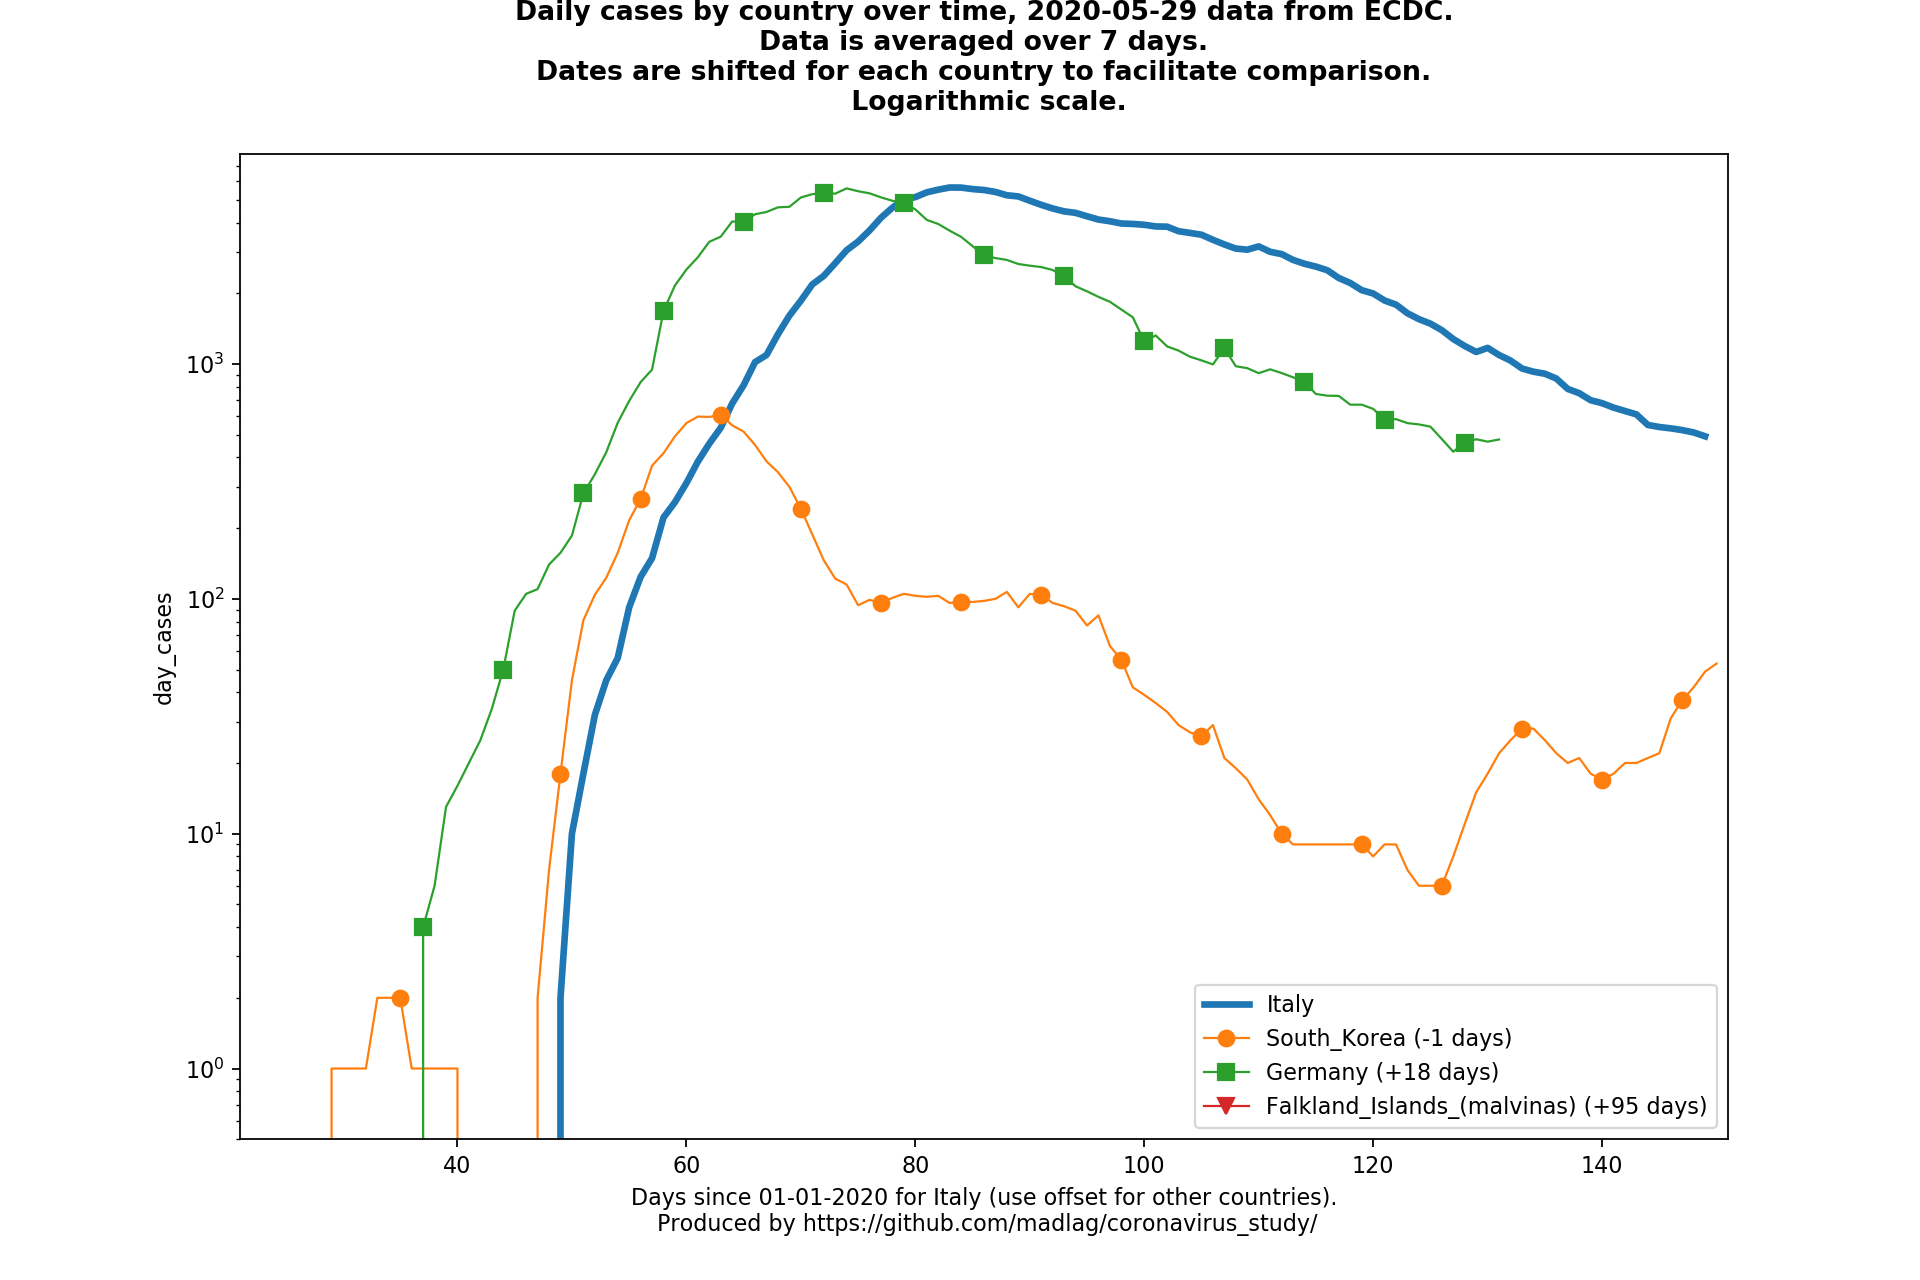 Daily cases by country over time, 2020-05-29 data from ECDC.
Data is averaged over 7 days.
Dates are shifted for each country to facilitate comparison.
Logarithmic scale.
day_cases
10³
10²
10¹
10⁰
Italy
South_Korea (-1 days)
Germany (+18 days)
Falkland_Islands_(malvinas) (+95 days)
40 60 80 100 120 140
Days since 01-01-2020 for Italy (use offset for other countries).
Produced by https://github.com/madlag/coronavirus_study/